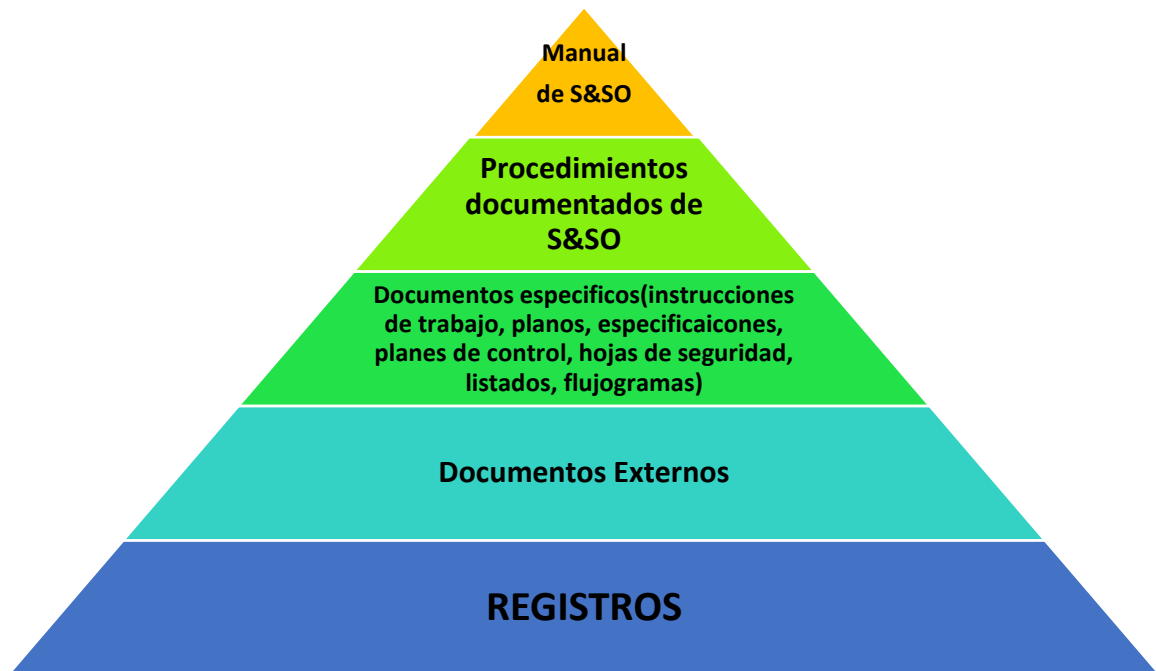 Manual
de S&SO
Procedimientos
documentados de
S&SO
Documentos especificos(instrucciones
de trabajo, planos, especificaicones,
planes de control, hojas de seguridad,
listados, flujogramas)
Documentos Externos
REGISTROS